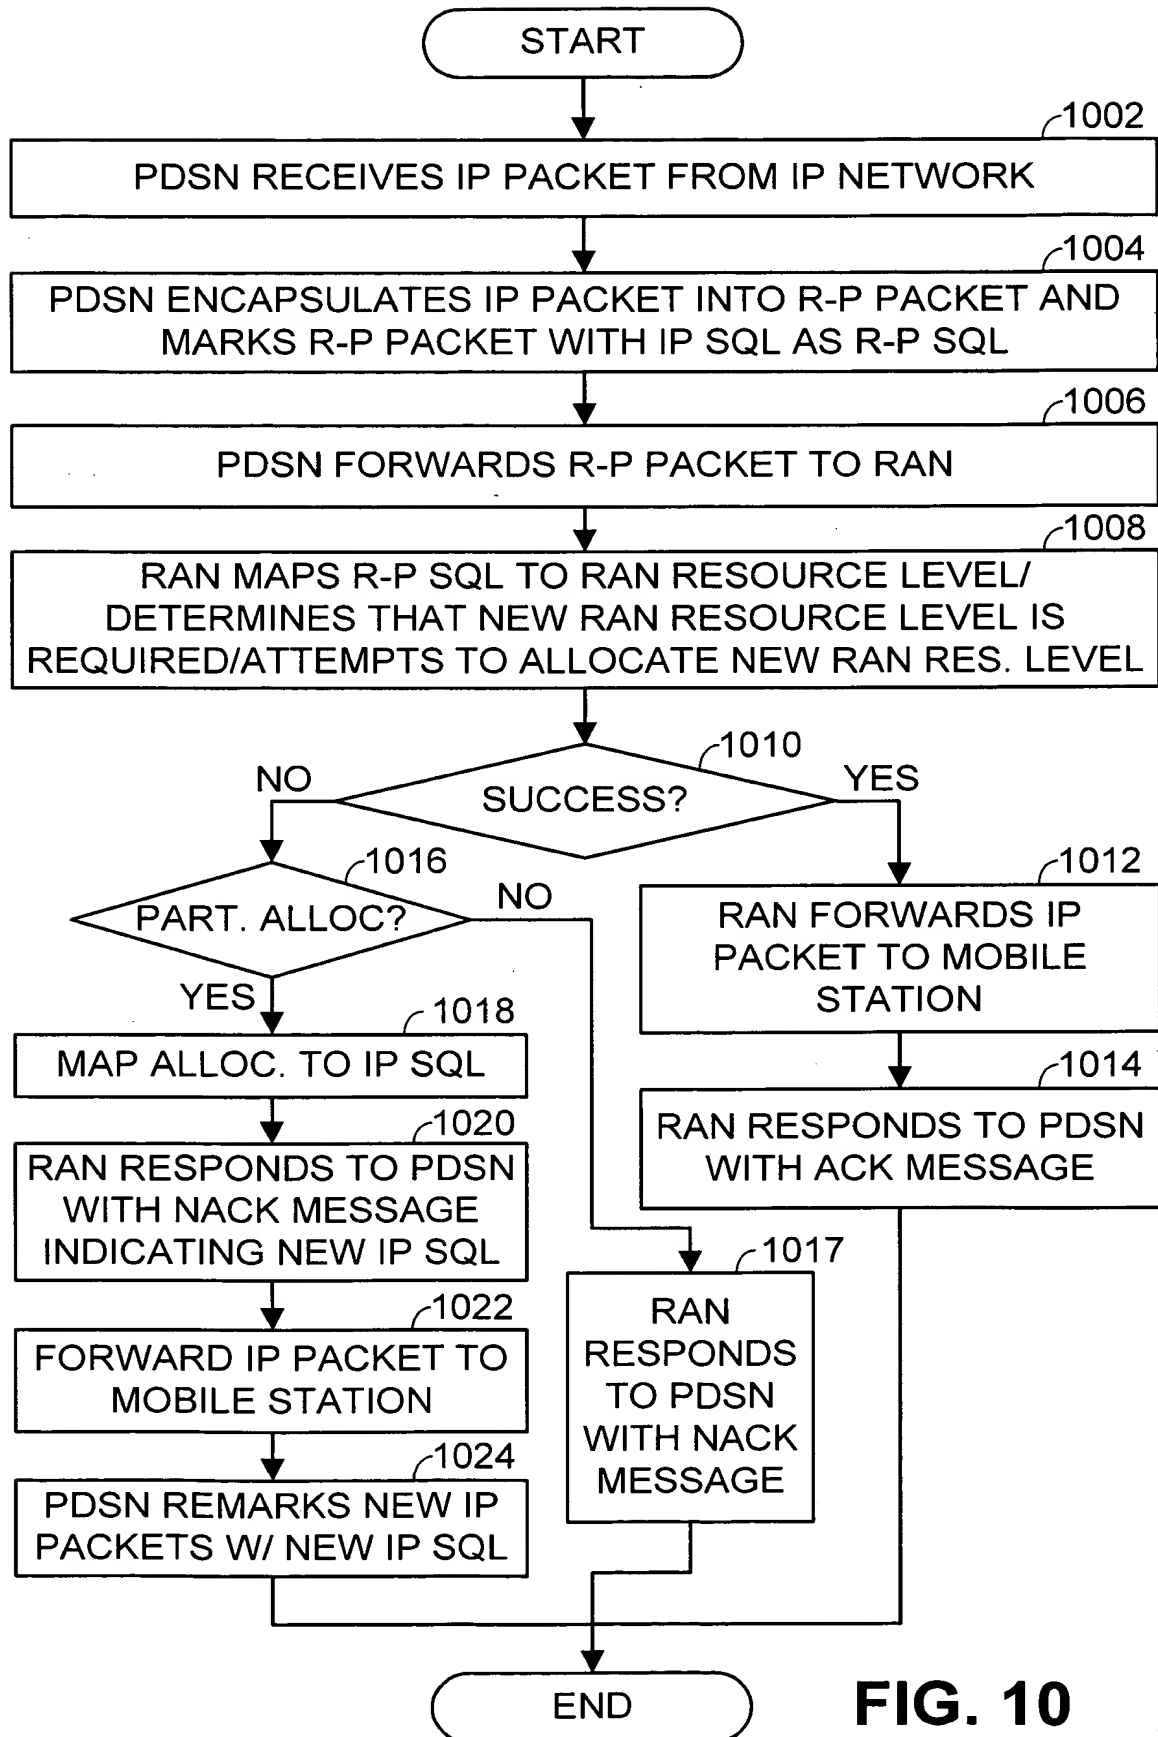 START
1002
PDSN RECEIVES IP PACKET FROM IP NETWORK
1004
PDSN ENCAPSULATES IP PACKET INTO R-P PACKET AND
MARKS R-P PACKET WITH IP SQL AS R-P SQL
1006
PDSN FORWARDS R-P PACKET TO RAN
1008
RAN MAPS R-P SQL TO RAN RESOURCE LEVEL/
DETERMINES THAT NEW RAN RESOURCE LEVEL IS
REQUIRED/ATTEMPTS TO ALLOCATE NEW RAN RES. LEVEL
1010
NO
YES
SUCCESS?
1016
PART. ALLOC?
NO
YES
1012
RAN FORWARDS IP
PACKET TO MOBILE
STATION
1018
MAP ALLOC. TO IP SQL
1014
RAN RESPONDS TO PDSN
WITH ACK MESSAGE
1020
RAN RESPONDS TO PDSN
WITH NACK MESSAGE
INDICATING NEW IP SQL
1017
RAN
RESPONDS
TO PDSN
WITH NACK
MESSAGE
1022
FORWARD IP PACKET TO
MOBILE STATION
1024
PDSN REMARKS NEW IP
PACKETS W/ NEW IP SQL
END
FIG. 10